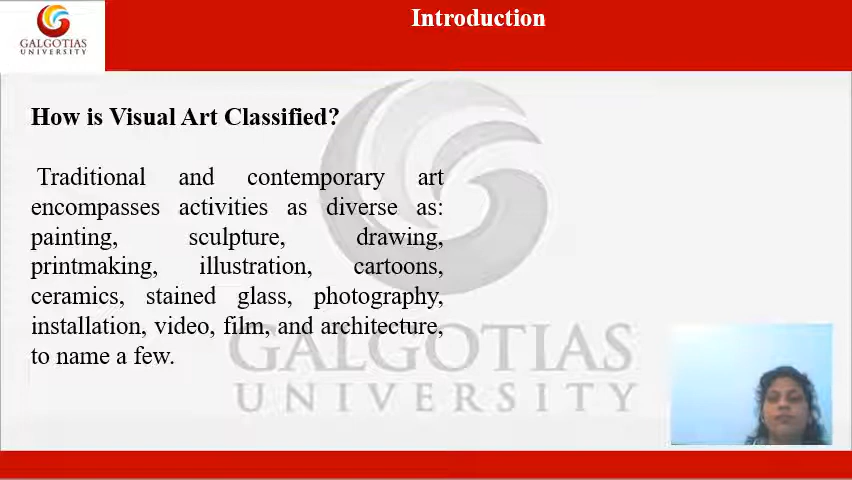 Introduction
GALGOTIAS
UNIVERSITY
How is Visual Art Classified?
Traditional and contemporary art
encompasses activities as diverse as:
painting, sculpture, drawing,
printmaking, illustration, cartoons,
ceramics, stained glass, photography,
installation, video, film, and architecture,
to name a few.
GALGOTIAS
UNIVERSITY